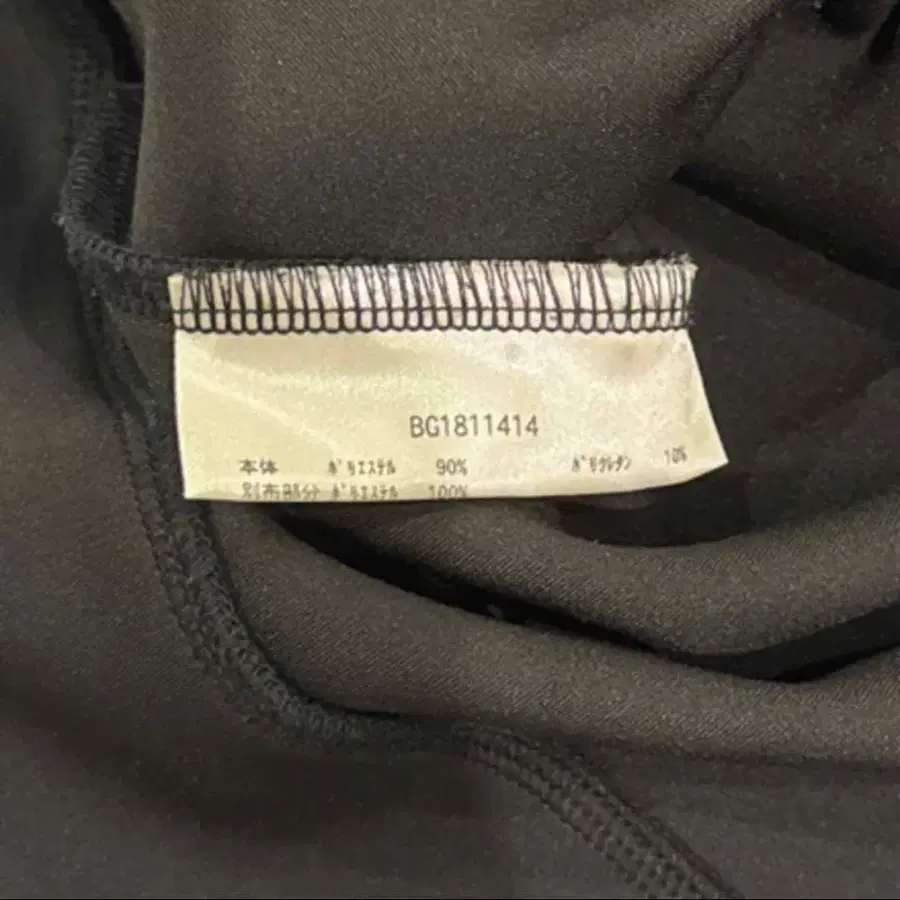 BG1811414
本体 ポリエステル 90% ポリウレタン 10%
別布部分 ポリエステル 100%